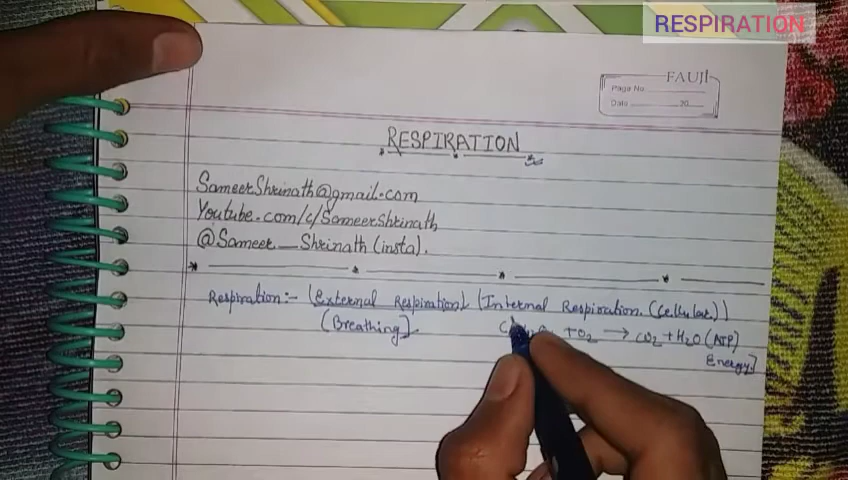 RESPIRATION
FAUJI
Page No.
Date 20
RESPIRATION
SameerShrinath@gmail.com
Youtube.com/c/SameerShrinath
@Sameer_Shrinath (insta).
Respiration:- (External Respiration) (Internal Respiration. (Cellular.))
(Breathing)
+O2 → CO2 + H2O (ATP)
Energy.]